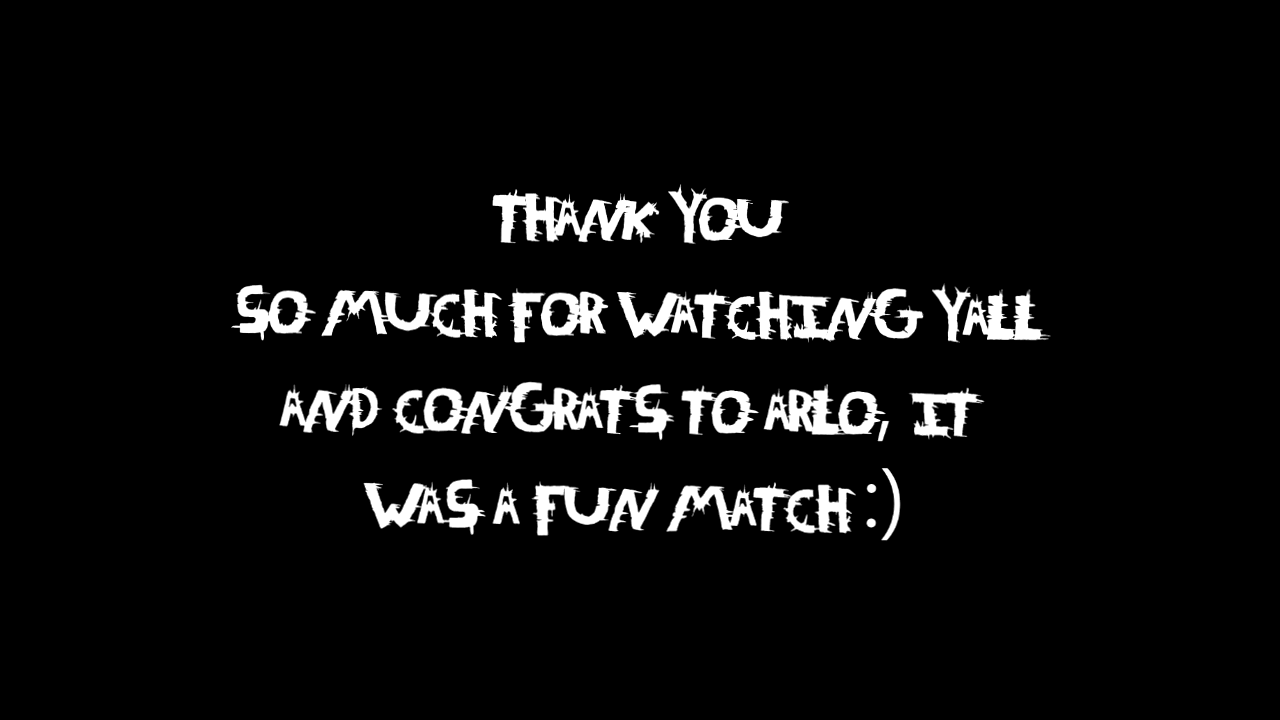 THANK YOU
SO MUCH FOR WATCHING YALL
AND CONGRATS TO ARLO, IT
WAS A FUN MATCH :)